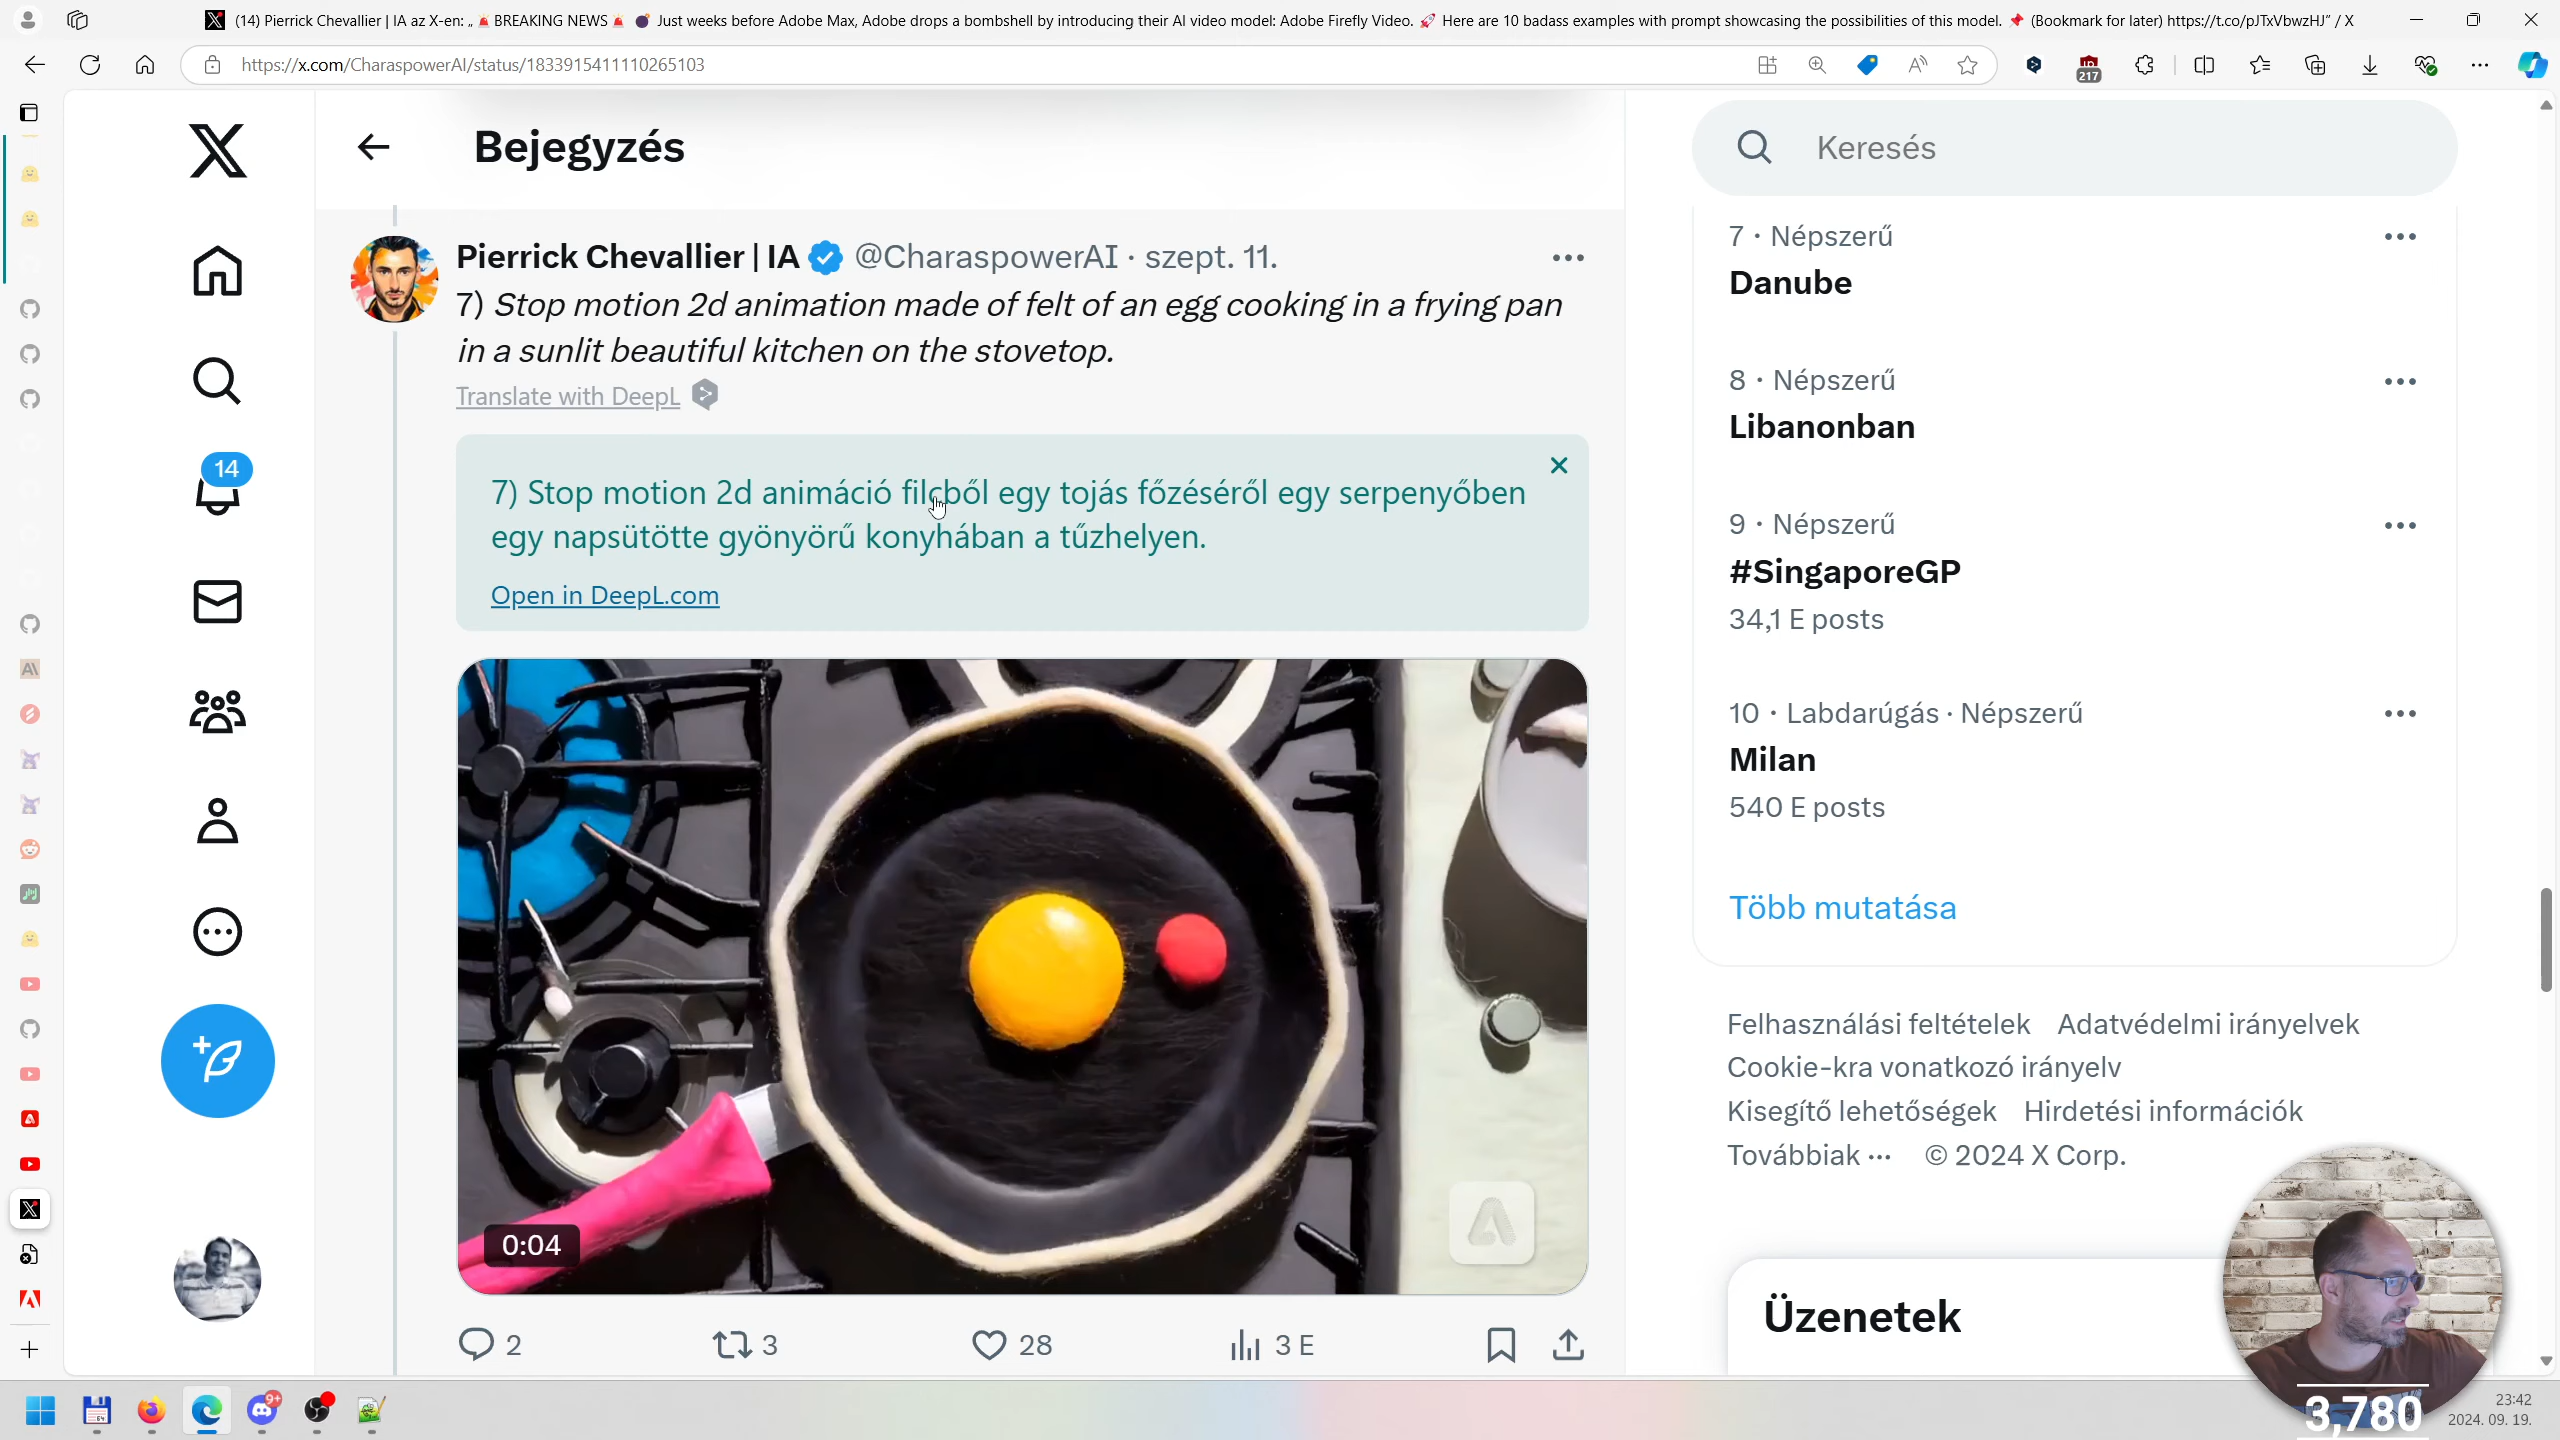 (14) Pierrick Chevallier | IA az X-en: „🚨 BREAKING NEWS 🚨 💣 Just weeks before Adobe Max, Adobe drops a bombshell by introducing their AI video model: Adobe Firefly Video. 🚀 Here are 10 badass examples with prompt showcasing the possibilities of this model. 📌 (Bookmark for later) https://t.co/pJTxVbwzHJ" / X
https://x.com/CharaspowerAI/status/1833915411110265103
217
Bejegyzés
Keresés
14
Pierrick Chevallier | IA @CharaspowerAI · szept. 11.
7) Stop motion 2d animation made of felt of an egg cooking in a frying pan
in a sunlit beautiful kitchen on the stovetop.
Translate with DeepL
7) Stop motion 2d animáció filcből egy tojás főzéséről egy serpenyőben
egy napsütötte gyönyörű konyhában a tűzhelyen.
Open in DeepL.com
0:04
2
3
28
3 E
7 · Népszerű
Danube
8 · Népszerű
Libanonban
9 · Népszerű
#SingaporeGP
34,1 E posts
10 · Labdarúgás · Népszerű
Milan
540 E posts
Több mutatása
Felhasználási feltételek Adatvédelmi irányelvek
Cookie-kra vonatkozó irányelv
Kisegítő lehetőségek Hirdetési információk
Továbbiak ··· © 2024 X Corp.
Üzenetek
3,780
9+
23:42
2024. 09. 19.